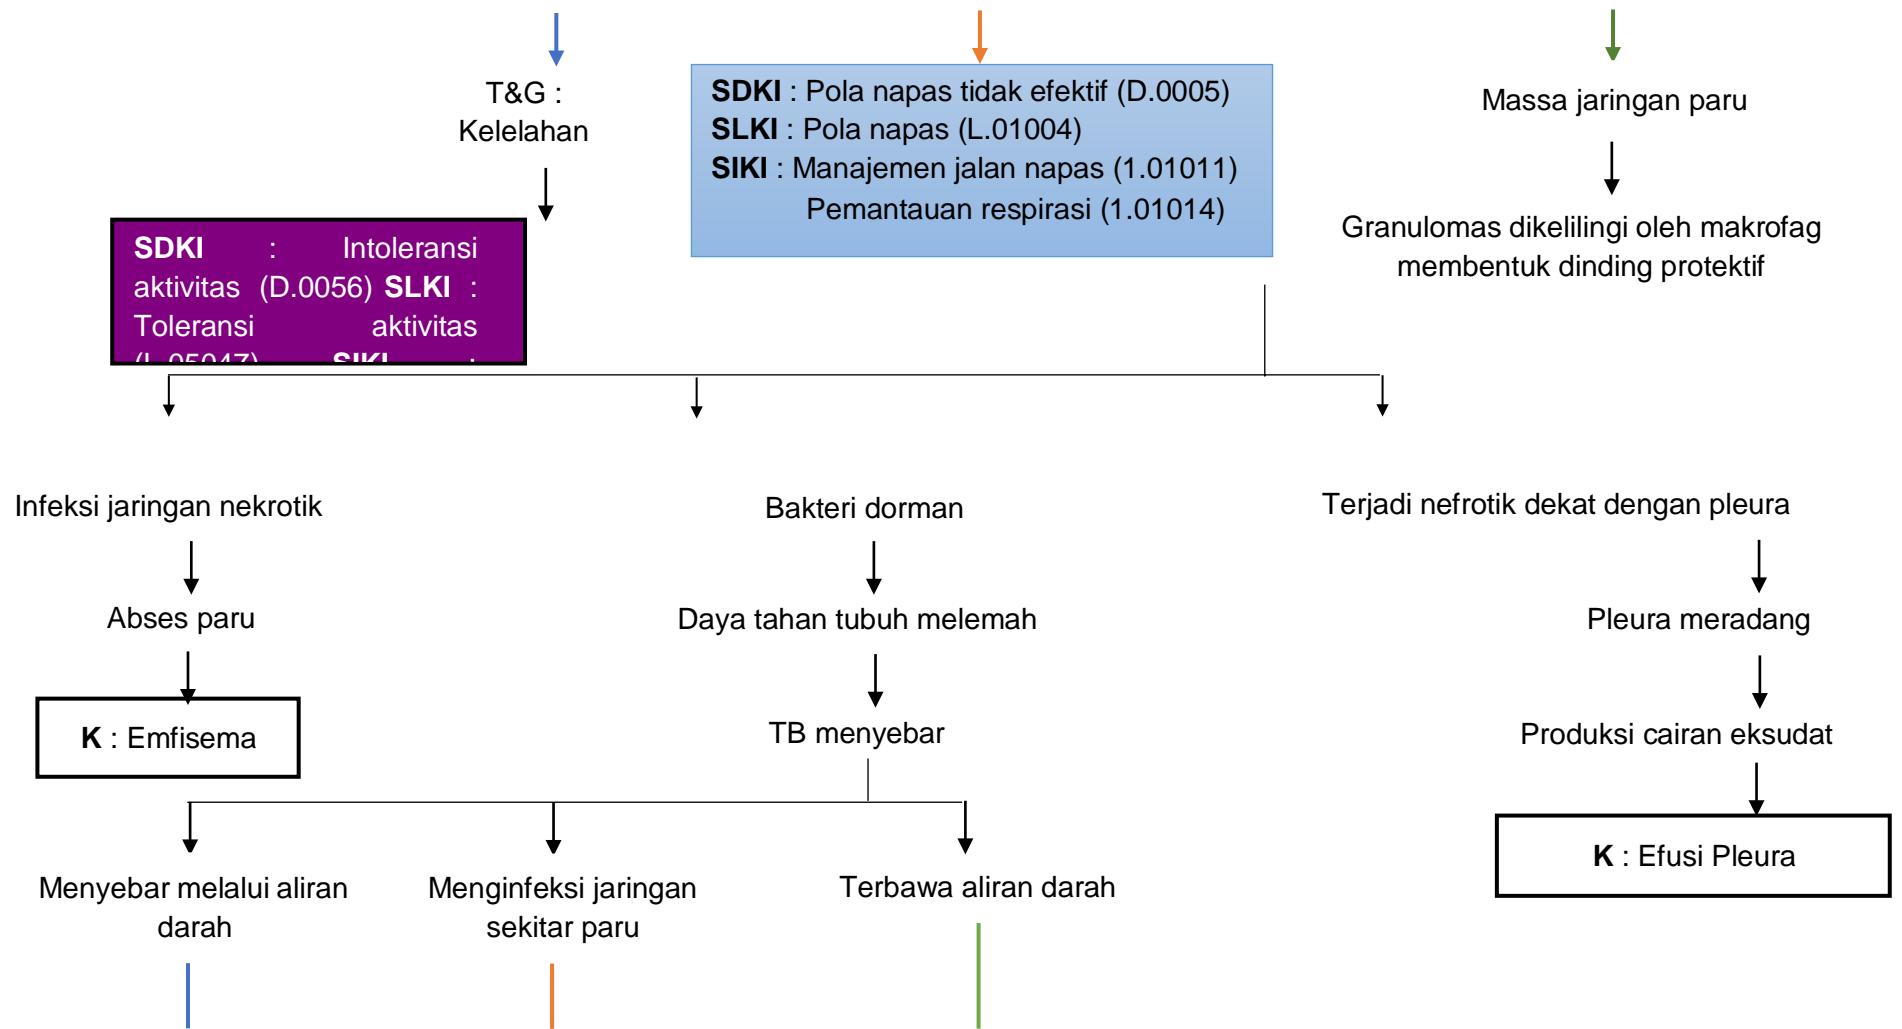 T&G :
Kelelahan
SDKI : Pola napas tidak efektif (D.0005)
SLKI : Pola napas (L.01004)
SIKI : Manajemen jalan napas (1.01011)
Pemantauan respirasi (1.01014)
Massa jaringan paru
Granulomas dikelilingi oleh makrofag
membentuk dinding protektif
SDKI : Intoleransi
aktivitas (D.0056) SLKI :
Toleransi aktivitas
(L.05047) SIKI :
Infeksi jaringan nekrotik
Bakteri dorman
Terjadi nefrotik dekat dengan pleura
Abses paru
Daya tahan tubuh melemah
Pleura meradang
K : Emfisema
TB menyebar
Produksi cairan eksudat
K : Efusi Pleura
Menyebar melalui aliran
darah
Menginfeksi jaringan
sekitar paru
Terbawa aliran darah